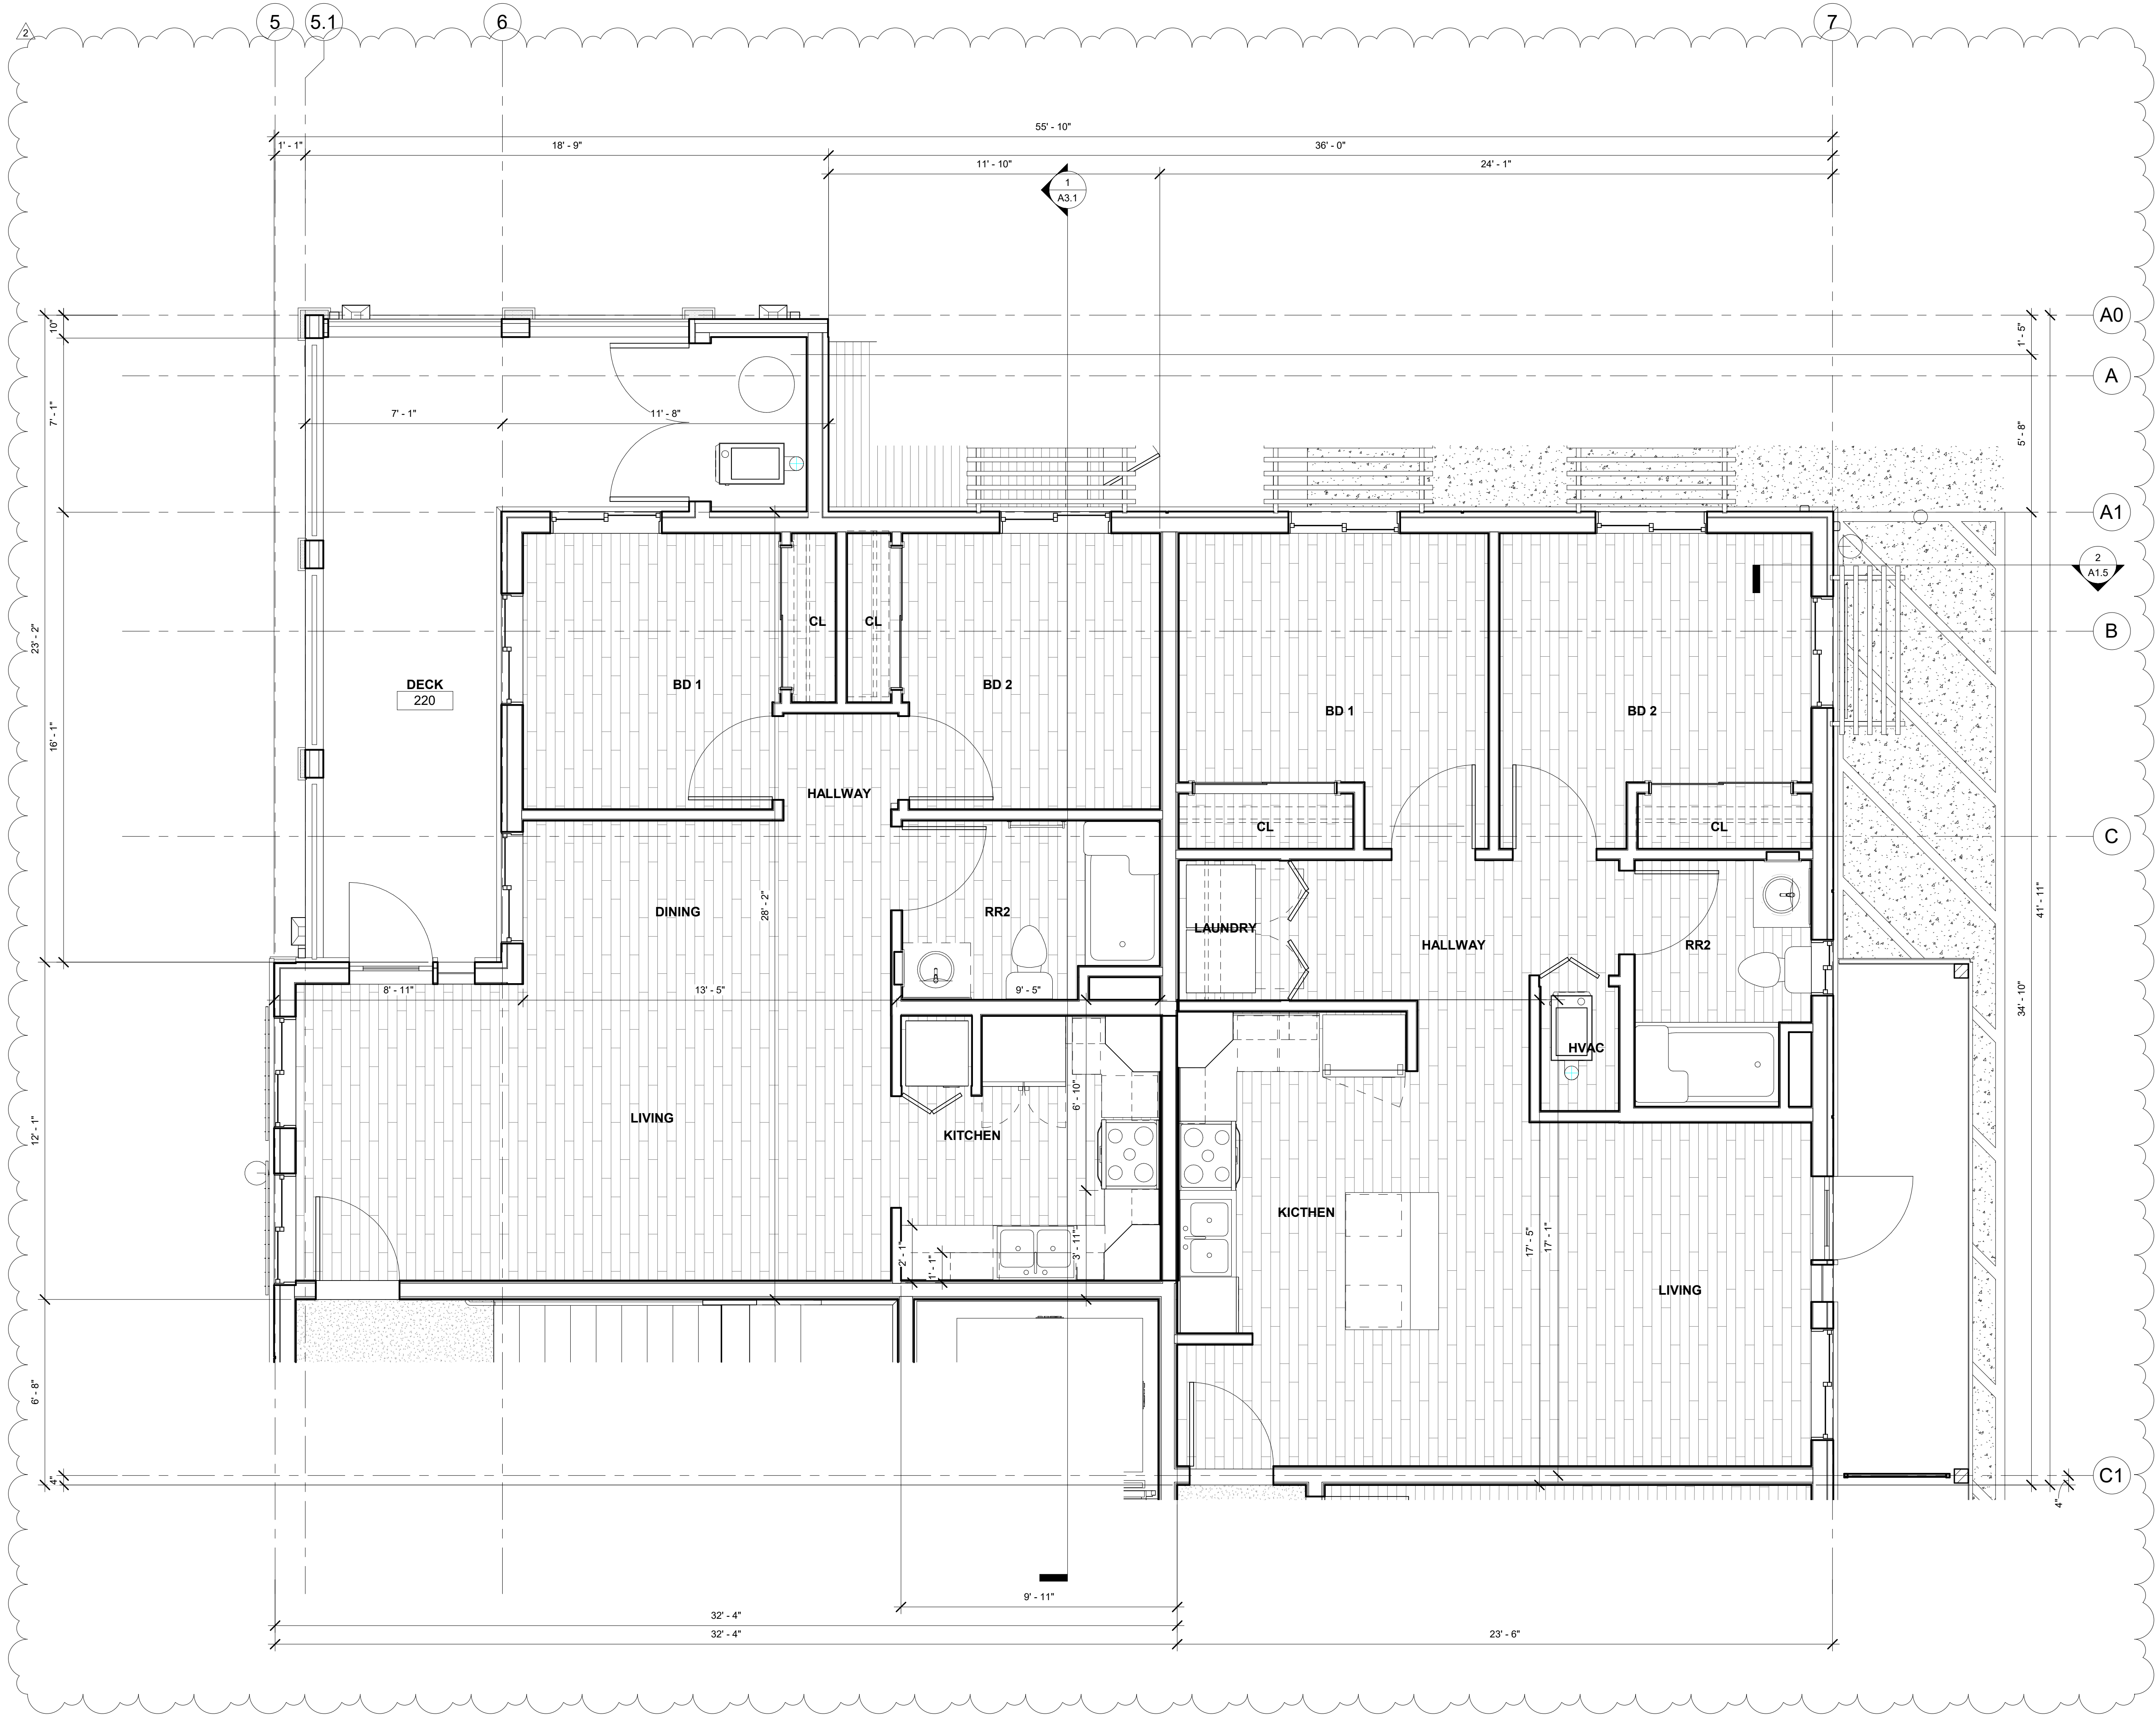 5
5.1
6
7
2
55' - 10"
1' - 1"
18' - 9"
36' - 0"
11' - 10"
24' - 1"
1
A3.1
A0
10"
1' - 5"
A
7' - 1"
7' - 1"
11' - 8"
5' - 8"
A1
2
A1.5
CL
CL
B
23' - 2"
DECK
220
BD 1
BD 2
BD 1
BD 2
16' - 1"
HALLWAY
CL
CL
C
DINING
28' - 2"
RR2
LAUNDRY
HALLWAY
RR2
41' - 11"
8' - 11"
13' - 5"
9' - 5"
34' - 10"
HVAC
6' - 10"
LIVING
KITCHEN
12' - 1"
KICTHEN
2' - 1"
1' - 1"
3' - 11"
17' - 5"
17' - 1"
LIVING
6' - 8"
4"
C1
4"
9' - 11"
32' - 4"
32' - 4"
23' - 6"